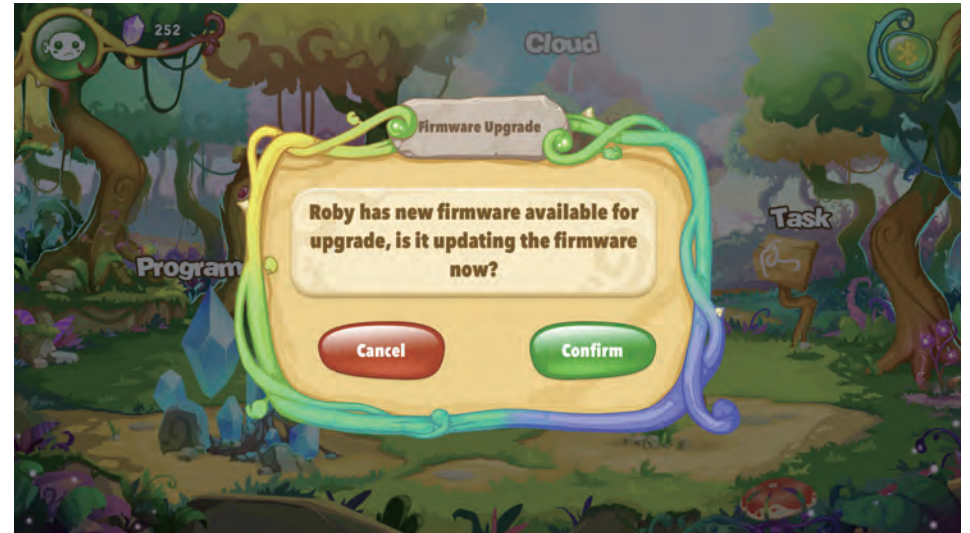 252
Cloud
Firmware Upgrade
Roby has new firmware available for
upgrade, is it updating the firmware
now?
Task
Program
Cancel
Confirm